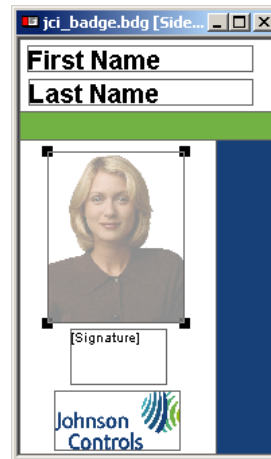 jci_badge.bdg [Side...
First Name
Last Name
[Signature]
Johnson
Controls